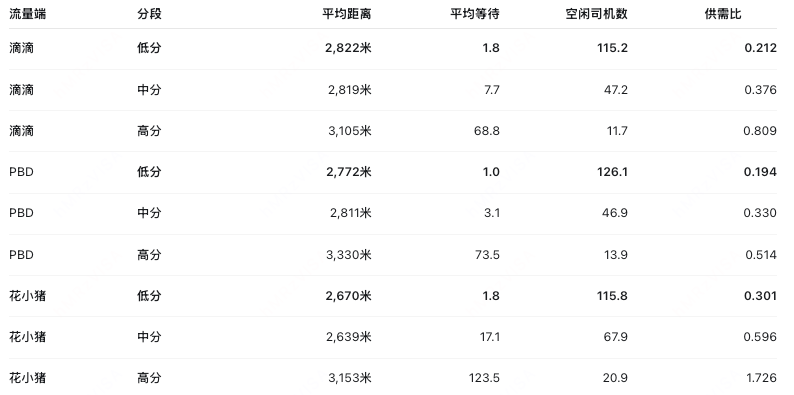 流量端 分段 平均距离 平均等待 空闲司机数 供需比
滴滴 低分 2,822米 1.8 115.2 0.212
滴滴 中分 2,819米 7.7 47.2 0.376
滴滴 高分 3,105米 68.8 11.7 0.809
PBD 低分 2,772米 1.0 126.1 0.194
PBD 中分 2,811米 3.1 46.9 0.330
PBD 高分 3,330米 73.5 13.9 0.514
花小猪 低分 2,670米 1.8 115.8 0.301
花小猪 中分 2,639米 17.1 67.9 0.596
花小猪 高分 3,153米 123.5 20.9 1.726